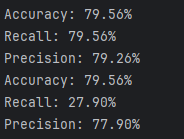 Accuracy: 79.56%
Recall: 79.56%
Precision: 79.26%
Accuracy: 79.56%
Recall: 27.90%
Precision: 77.90%